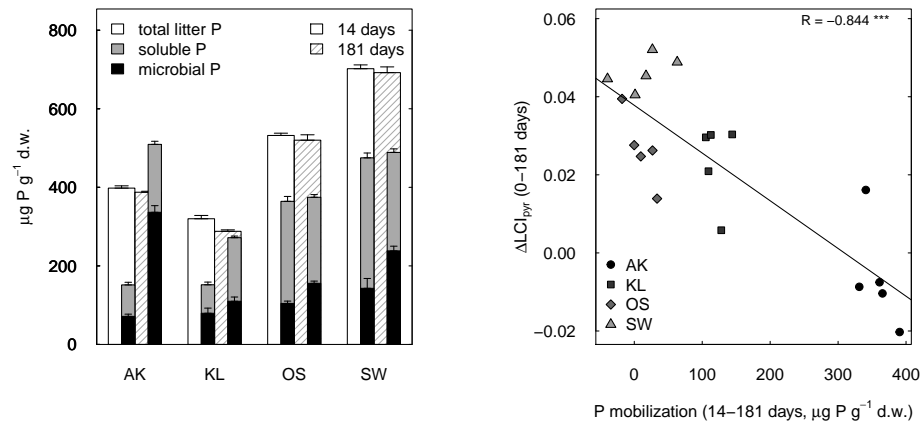 800
600
400
200
0
µg P g⁻¹ d.w.
total litter P
soluble P
microbial P
14 days
181 days
AK KL OS SW
R = −0.844 ***
0.06
0.04
0.02
0.00
−0.02
ΔLCIpyr (0−181 days)
AK
KL
OS
SW
0 100 200 300 400
P mobilization (14−181 days, µg P g⁻¹ d.w.)